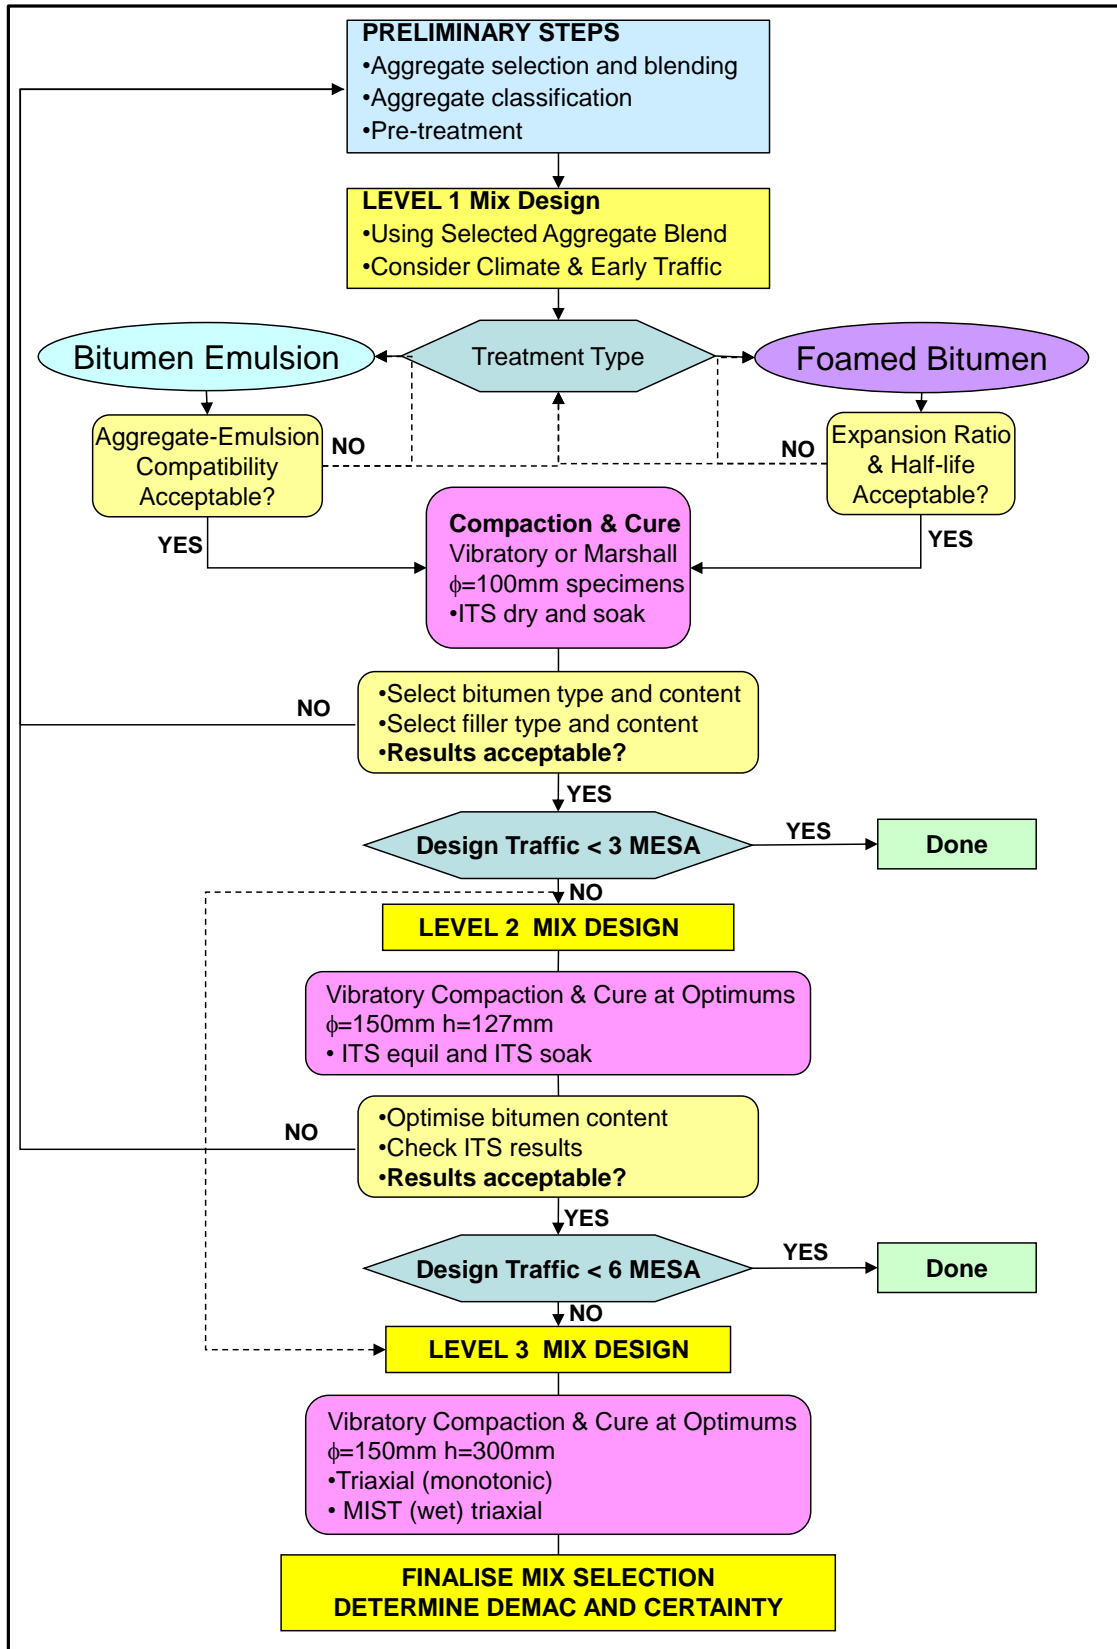 PRELIMINARY STEPS
•Aggregate selection and blending
•Aggregate classification
•Pre-treatment
LEVEL 1 Mix Design
•Using Selected Aggregate Blend
•Consider Climate & Early Traffic
Bitumen Emulsion
Treatment Type
Foamed Bitumen
Aggregate-Emulsion
Compatibility
Acceptable?
NO
NO
Expansion Ratio
& Half-life
Acceptable?
YES
YES
Compaction & Cure
Vibratory or Marshall
ϕ=100mm specimens
•ITS dry and soak
NO
•Select bitumen type and content
•Select filler type and content
•Results acceptable?
YES
Design Traffic < 3 MESA
YES
Done
NO
LEVEL 2  MIX DESIGN
Vibratory Compaction & Cure at Optimums
ϕ=150mm h=127mm
• ITS equil and ITS soak
NO
•Optimise bitumen content
•Check ITS results
•Results acceptable?
YES
Design Traffic < 6 MESA
YES
Done
NO
LEVEL 3  MIX DESIGN
Vibratory Compaction & Cure at Optimums
ϕ=150mm h=300mm
•Triaxial (monotonic)
• MIST (wet) triaxial
FINALISE MIX SELECTION
DETERMINE DEMAC AND CERTAINTY